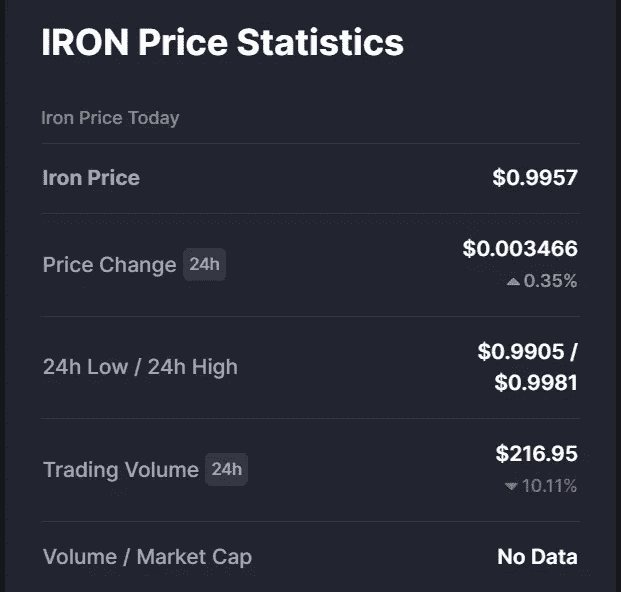 IRON Price Statistics
Iron Price Today
Iron Price $0.9957
Price Change 24h $0.003466
▲ 0.35%
24h Low / 24h High $0.9905 /
$0.9981
Trading Volume 24h $216.95
▼ 10.11%
Volume / Market Cap No Data